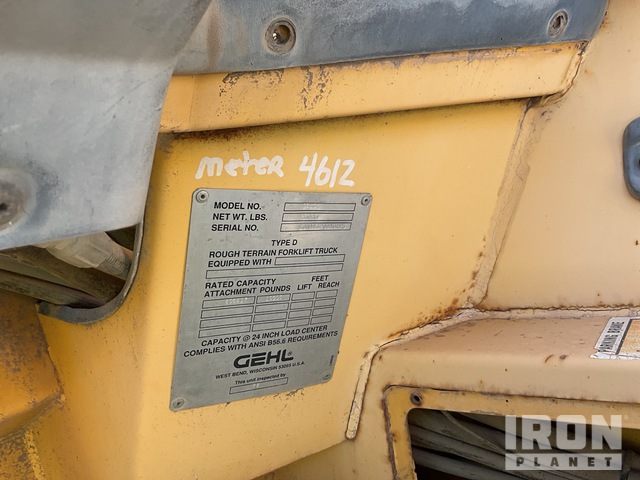 meter 4612
MODEL NO.
NET WT. LBS.
SERIAL NO.
TYPE D
ROUGH TERRAIN FORKLIFT TRUCK
EQUIPPED WITH
RATED CAPACITY FEET
ATTACHMENT POUNDS LIFT REACH
CAPACITY @ 24 INCH LOAD CENTER
COMPLIES WITH ANSI B56.6 REQUIREMENTS
GEHL®
WEST BEND, WISCONSIN 53095 U.S.A.
This unit inspected by
IRON
PLANET